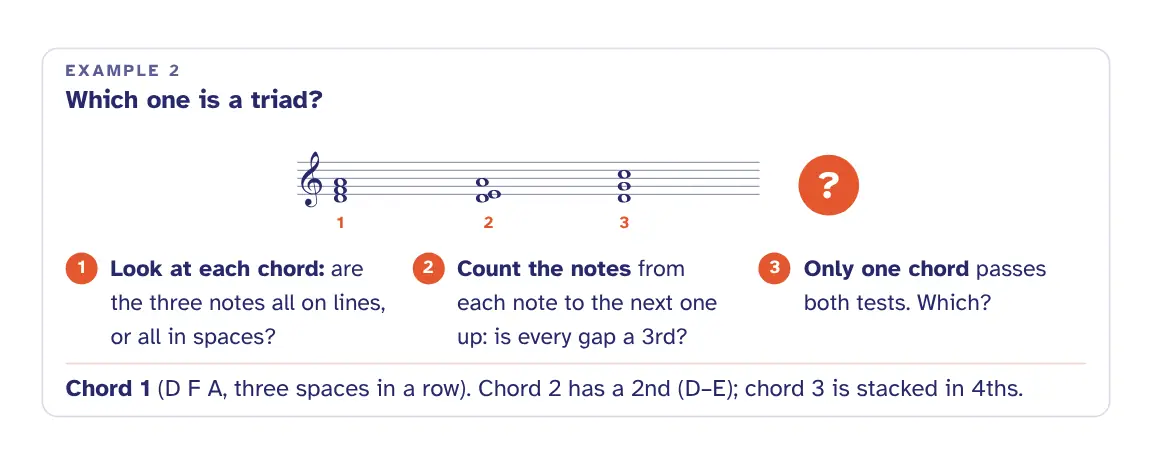 EXAMPLE 2
Which one is a triad?
?
1 2 3
1 Look at each chord: are
the three notes all on lines,
or all in spaces?
2 Count the notes from
each note to the next one
up: is every gap a 3rd?
3 Only one chord passes
both tests. Which?
Chord 1 (D F A, three spaces in a row). Chord 2 has a 2nd (D–E); chord 3 is stacked in 4ths.